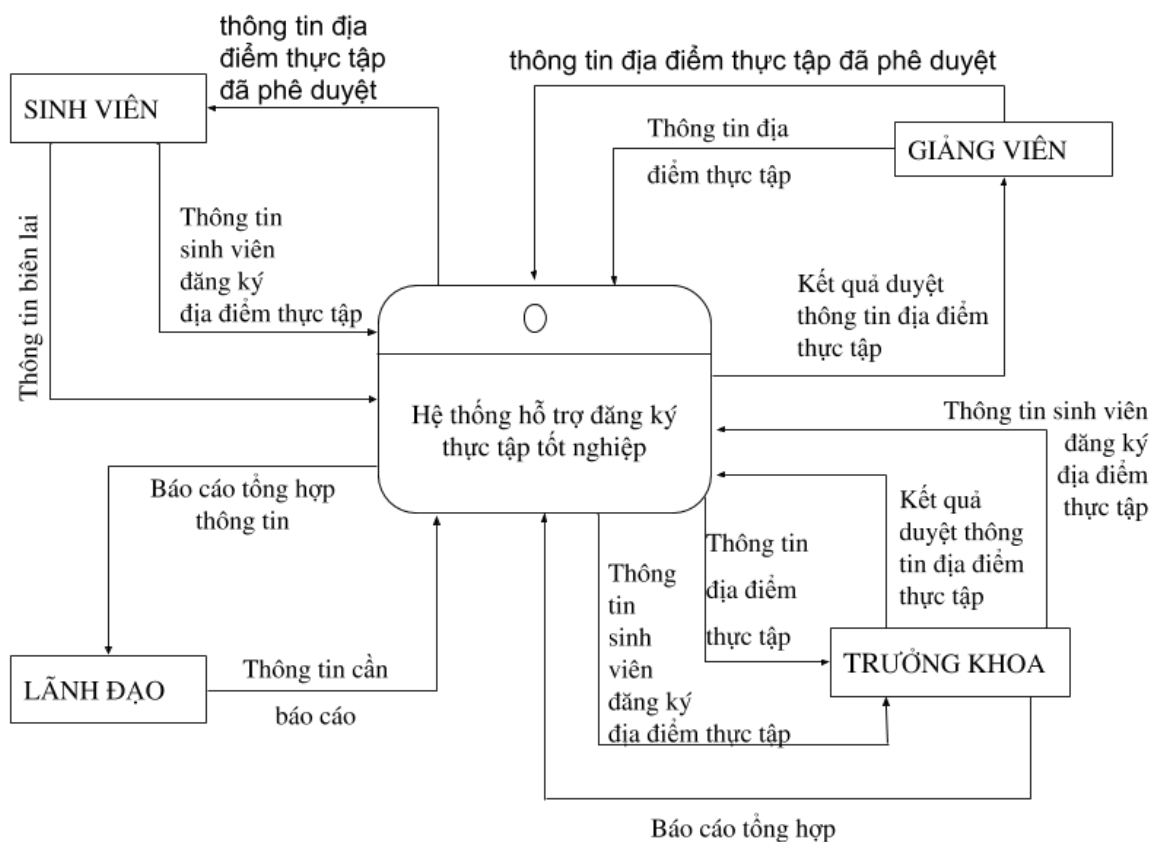 thông tin địa
điểm thực tập
đã phê duyệt
thông tin địa điểm thực tập đã phê duyệt
SINH VIÊN
Thông tin địa
điểm thực tập
GIẢNG VIÊN
Thông tin biên lai
Thông tin
sinh viên
đăng ký
địa điểm thực tập
Kết quả duyệt
thông tin địa điểm
thực tập
O
Hệ thống hỗ trợ đăng ký
thực tập tốt nghiệp
Thông tin sinh viên
đăng ký
địa điểm
thực tập
Báo cáo tổng hợp
thông tin
Kết quả
duyệt thông
tin địa điểm
thực tập
Thông tin
địa điểm
thực tập
Thông
tin
sinh
viên
đăng ký
địa điểm thực tập
LÃNH ĐẠO
Thông tin cần
báo cáo
TRƯỞNG KHOA
Báo cáo tổng hợp